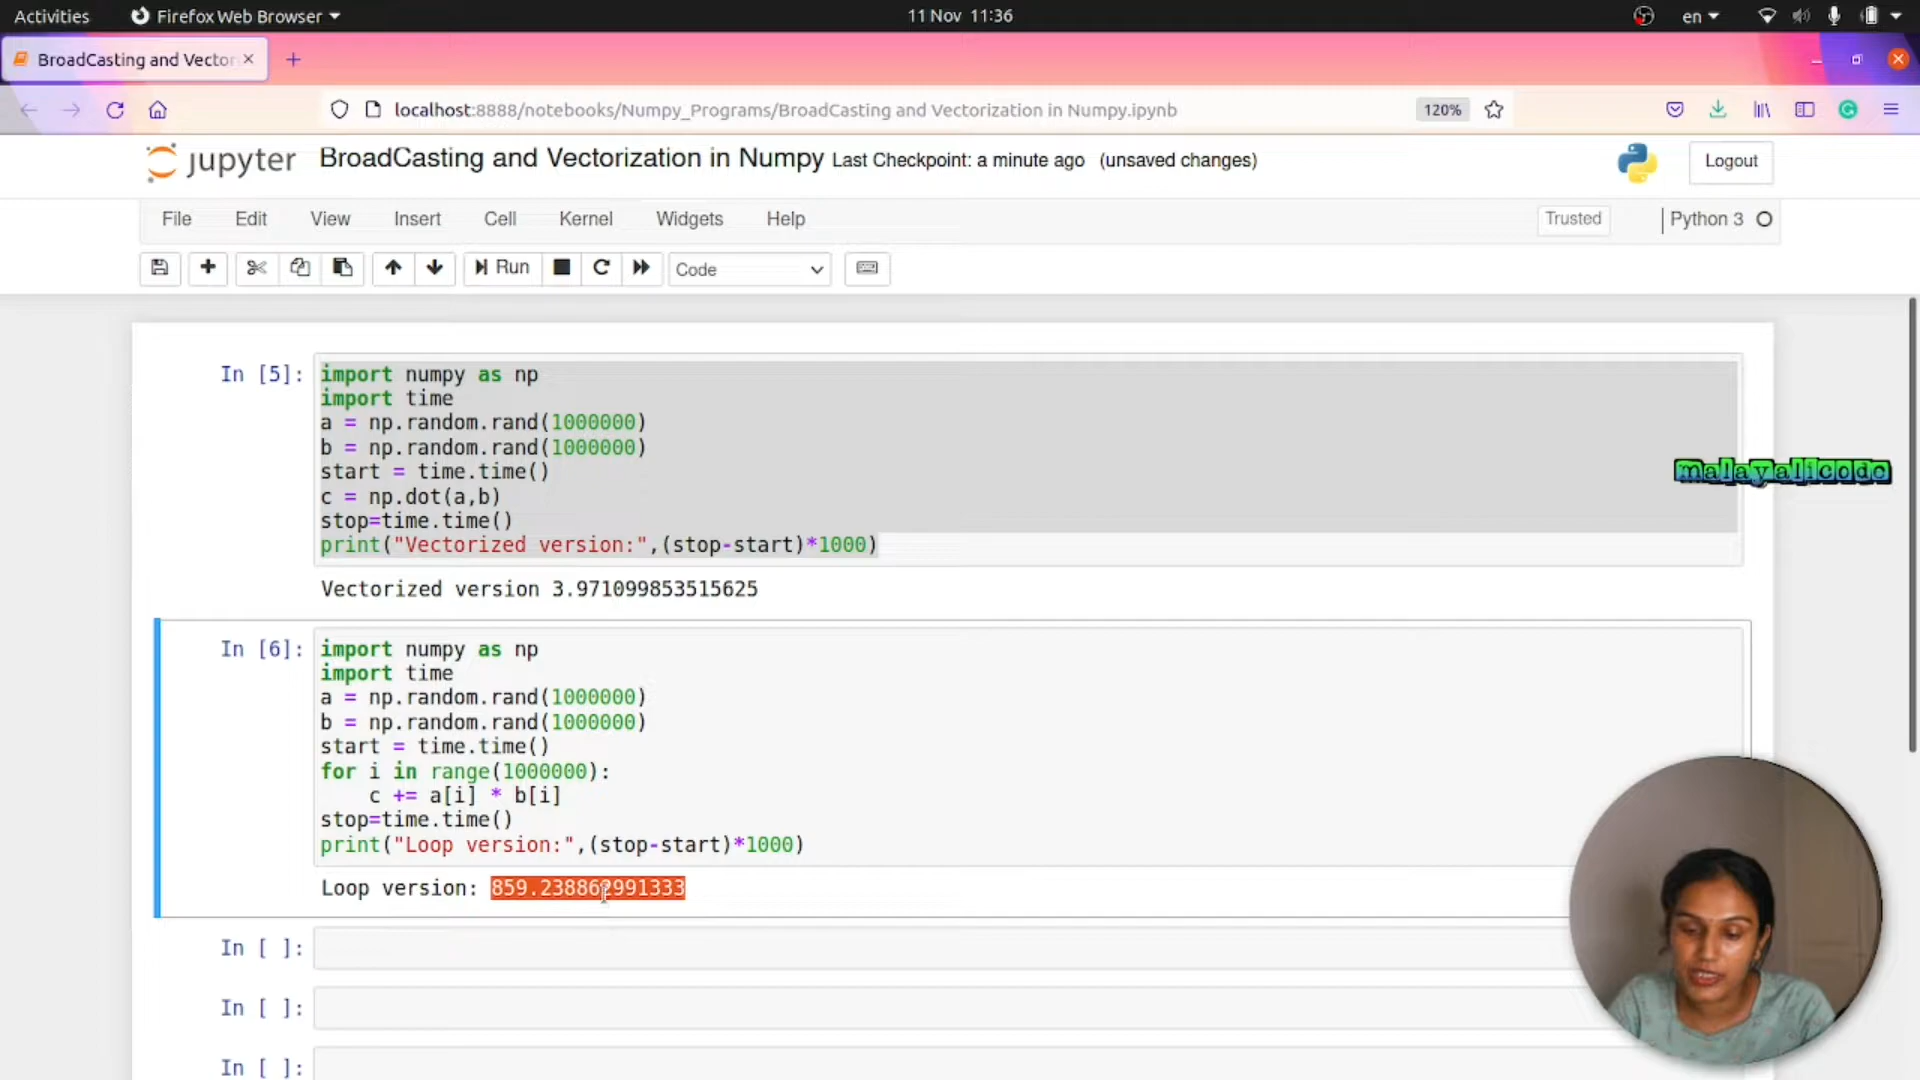 Activities Firefox Web Browser 11 Nov 11:36 en
BroadCasting and Vector
localhost:8888/notebooks/Numpy_Programs/BroadCasting and Vectorization in Numpy.ipynb 120%
jupyter BroadCasting and Vectorization in Numpy Last Checkpoint: a minute ago (unsaved changes) Logout
File Edit View Insert Cell Kernel Widgets Help Trusted Python 3
Run Code
In [5]: import numpy as np
import time
a = np.random.rand(1000000)
b = np.random.rand(1000000)
malayalicode
start = time.time()
c = np.dot(a,b)
stop=time.time()
print("Vectorized version:",(stop-start)*1000)
Vectorized version 3.971099853515625
In [6]: import numpy as np
import time
a = np.random.rand(1000000)
b = np.random.rand(1000000)
start = time.time()
for i in range(1000000):
c += a[i] * b[i]
stop=time.time()
print("Loop version:",(stop-start)*1000)
Loop version: 859.238862991333
In [ ]:
In [ ]:
In [ ]: